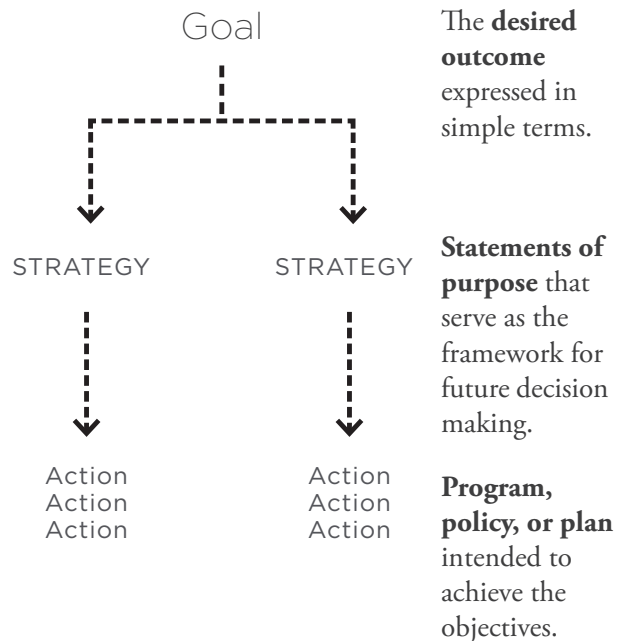 Goal
The desired
outcome
expressed in
simple terms.
STRATEGY
STRATEGY
Statements of
purpose that
serve as the
framework for
future decision
making.
Action
Action
Action
Action
Action
Action
Program,
policy, or plan
intended to
achieve the
objectives.